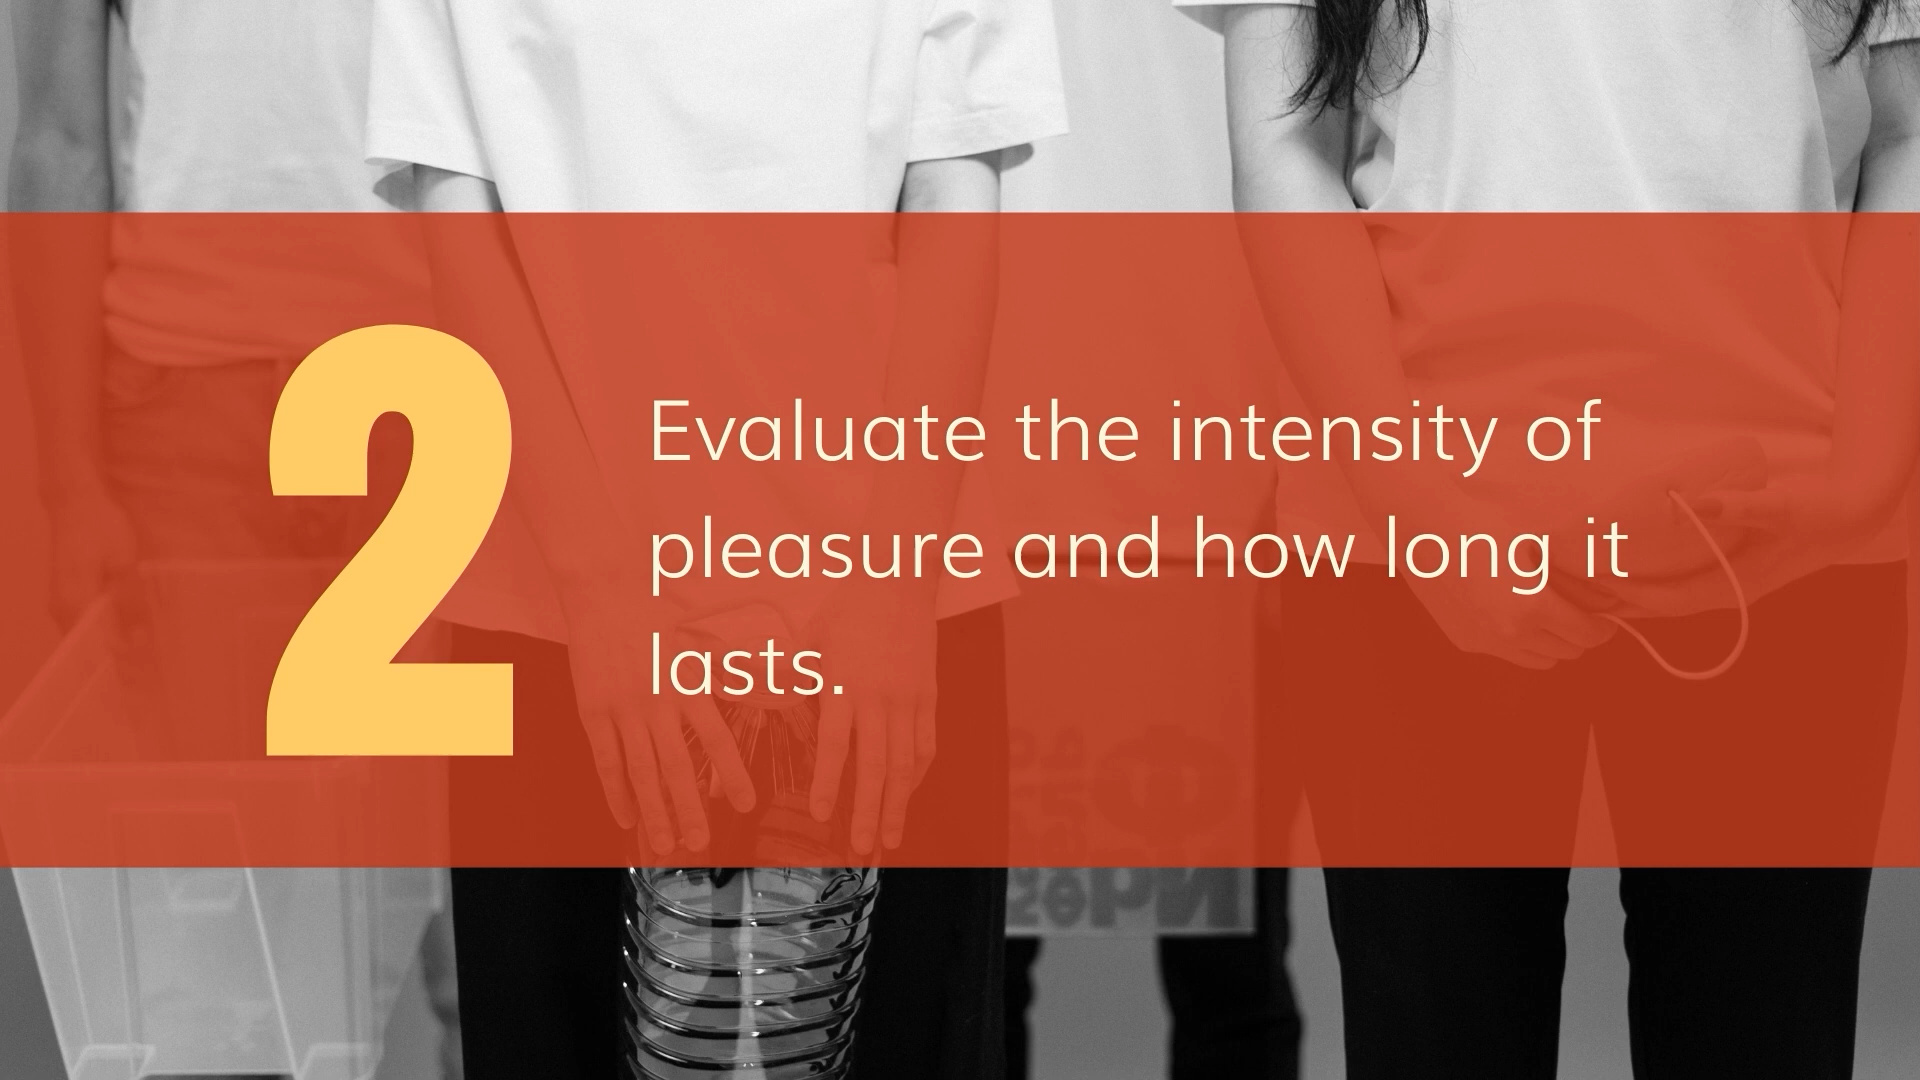 2
Evaluate the intensity of
pleasure and how long it
lasts.